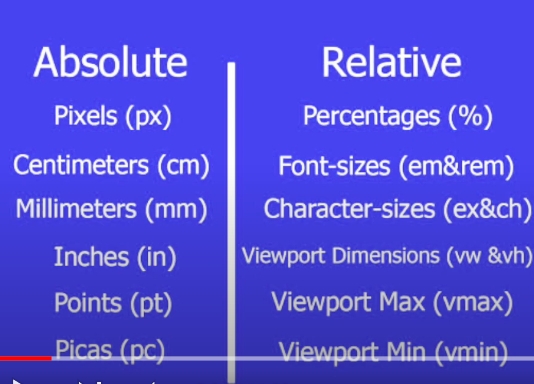 Absolute
Pixels (px)
Centimeters (cm)
Millimeters (mm)
Inches (in)
Points (pt)
Picas (pc)
Relative
Percentages (%)
Font-sizes (em&rem)
Character-sizes (ex&ch)
Viewport Dimensions (vw &vh)
Viewport Max (vmax)
Viewport Min (vmin)